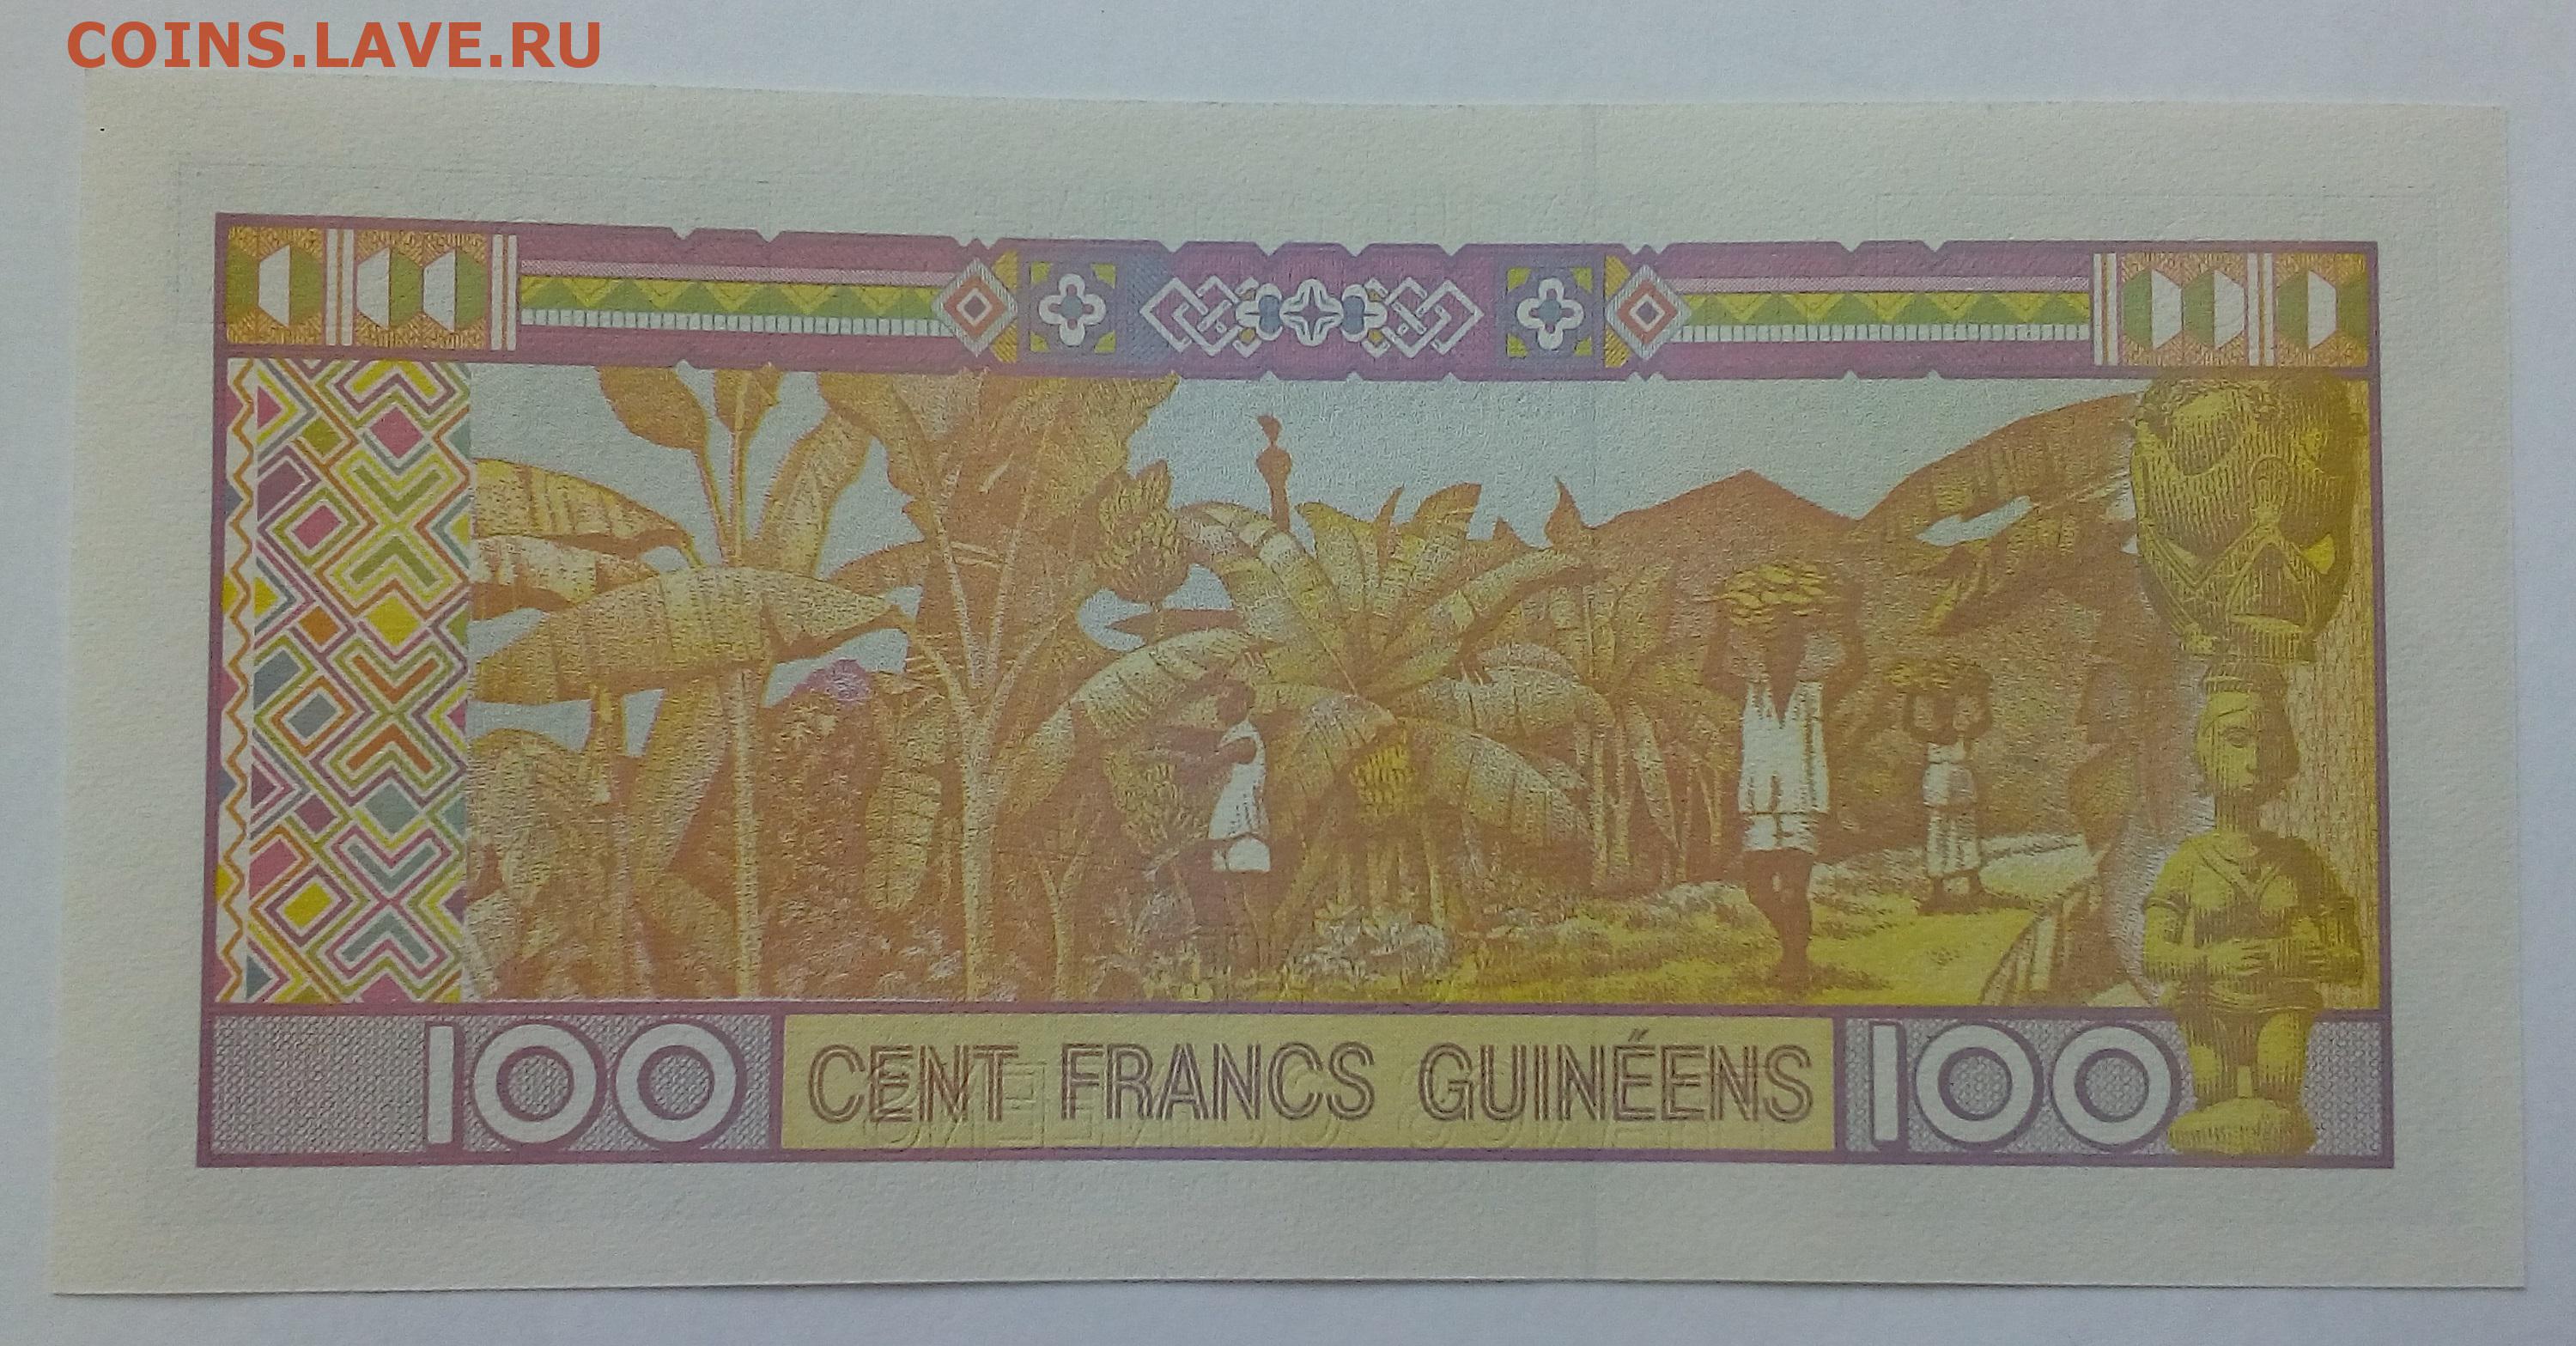 COINS.LAVE.RU
100 CENT FRANCS GUINÉENS 100